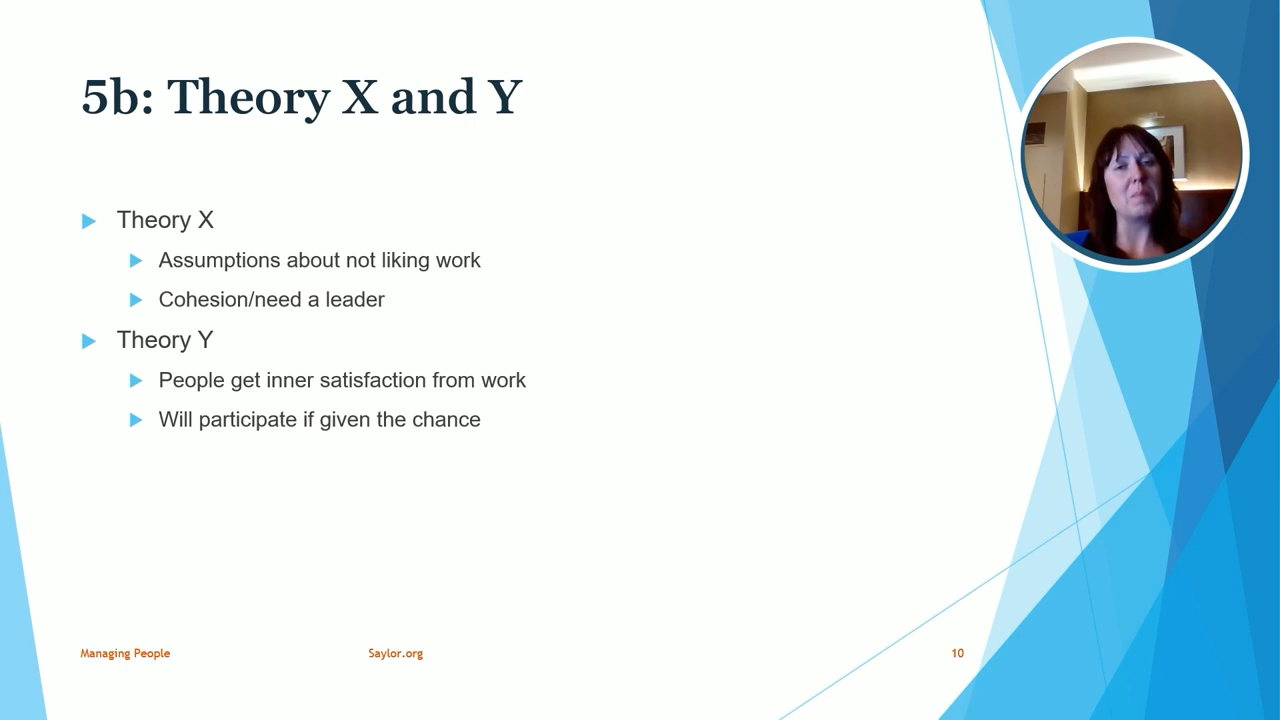 5b: Theory X and Y
Theory X
Assumptions about not liking work
Cohesion/need a leader
Theory Y
People get inner satisfaction from work
Will participate if given the chance
Managing People
Saylor.org
10